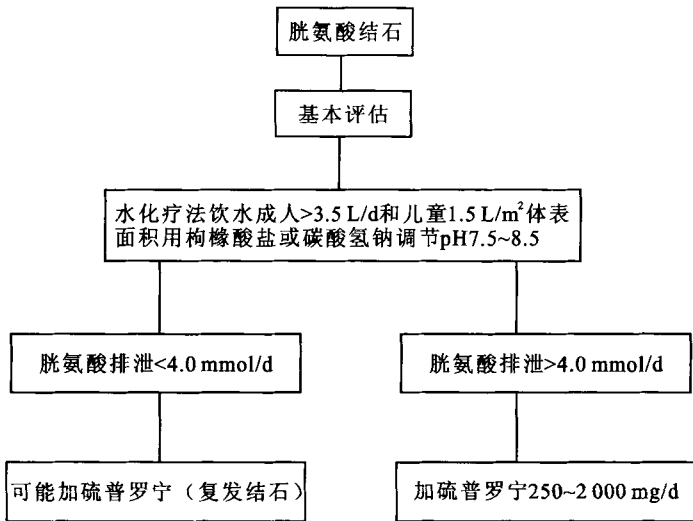 胱氨酸结石
基本评估
水化疗法饮水成人>3.5 L/d和儿童1.5 L/m²体表
面积用枸橼酸盐或碳酸氢钠调节pH7.5~8.5
胱氨酸排泄<4.0 mmol/d
胱氨酸排泄>4.0 mmol/d
可能加硫普罗宁（复发结石）
加硫普罗宁250~2 000 mg/d